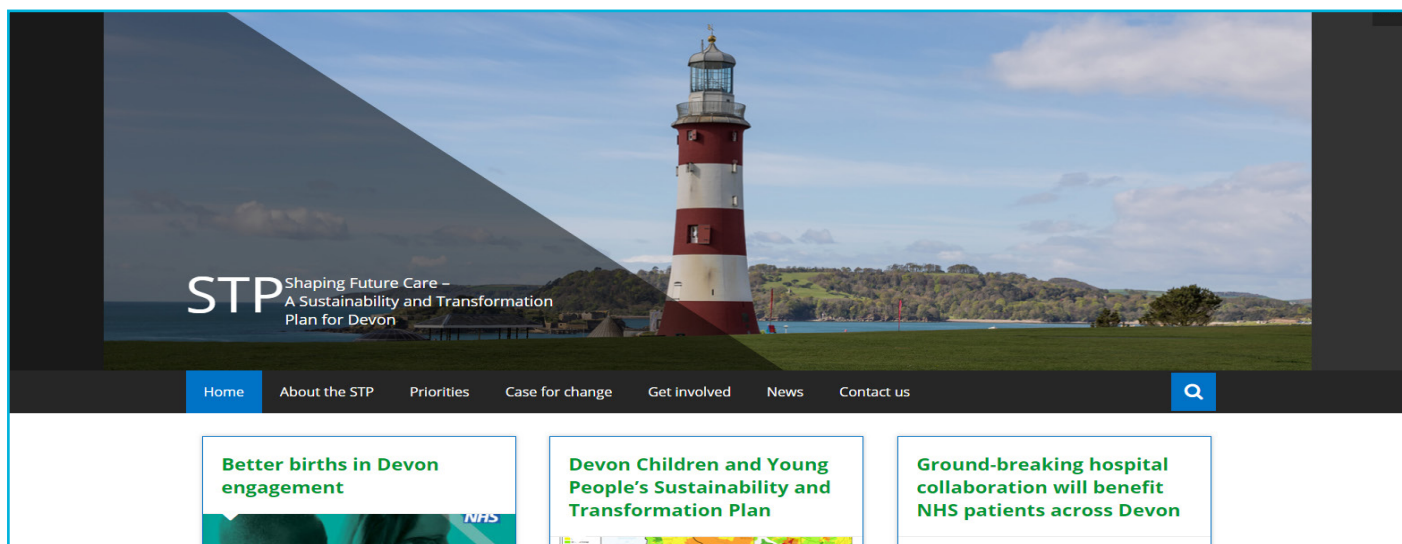 STP
Shaping Future Care –
A Sustainability and Transformation
Plan for Devon
Home About the STP Priorities Case for change Get involved News Contact us
Better births in Devon
engagement
NHS
Devon Children and Young
People’s Sustainability and
Transformation Plan
Ground-breaking hospital
collaboration will benefit
NHS patients across Devon